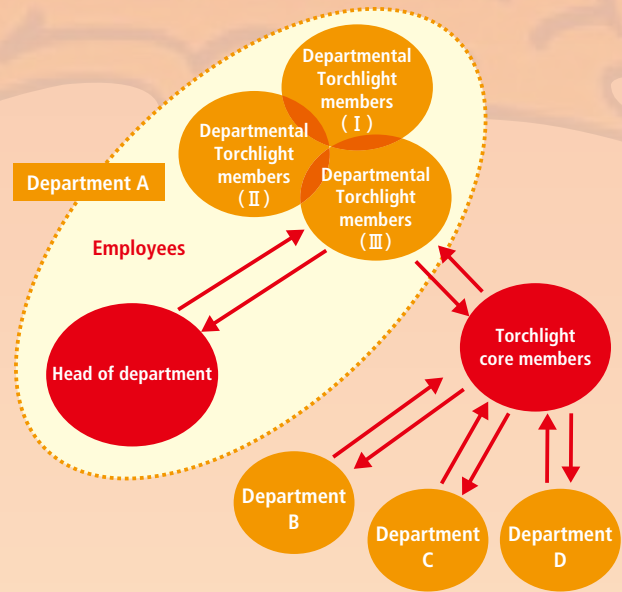 Departmental
Torchlight
members
(Ⅰ)
Departmental
Torchlight
members
(Ⅱ)
Departmental
Torchlight
members
(Ⅲ)
Department A
Employees
Head of department
Torchlight
core members
Department
B
Department
C
Department
D